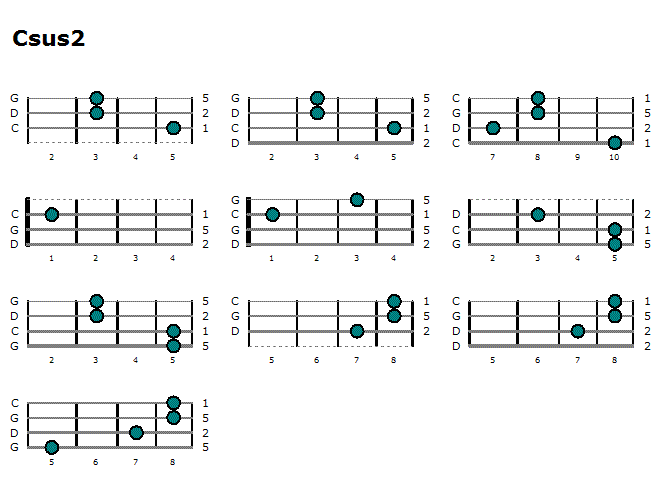 Csus2
G 5 G 5 C 1
D 2 D 2 G 5
C 1 C 1 D 2
D 2 C 1
2 3 4 5 2 3 4 5 7 8 9 10
G 5
C 1 C 1 D 2
G 5 G 5 C 1
D 2 D 2 G 5
1 2 3 4 1 2 3 4 2 3 4 5
G 5 C 1 C 1
D 2 G 5 G 5
C 1 D 2 D 2
G 5 D 2
2 3 4 5 5 6 7 8 5 6 7 8
C 1
G 5
D 2
G 5
5 6 7 8